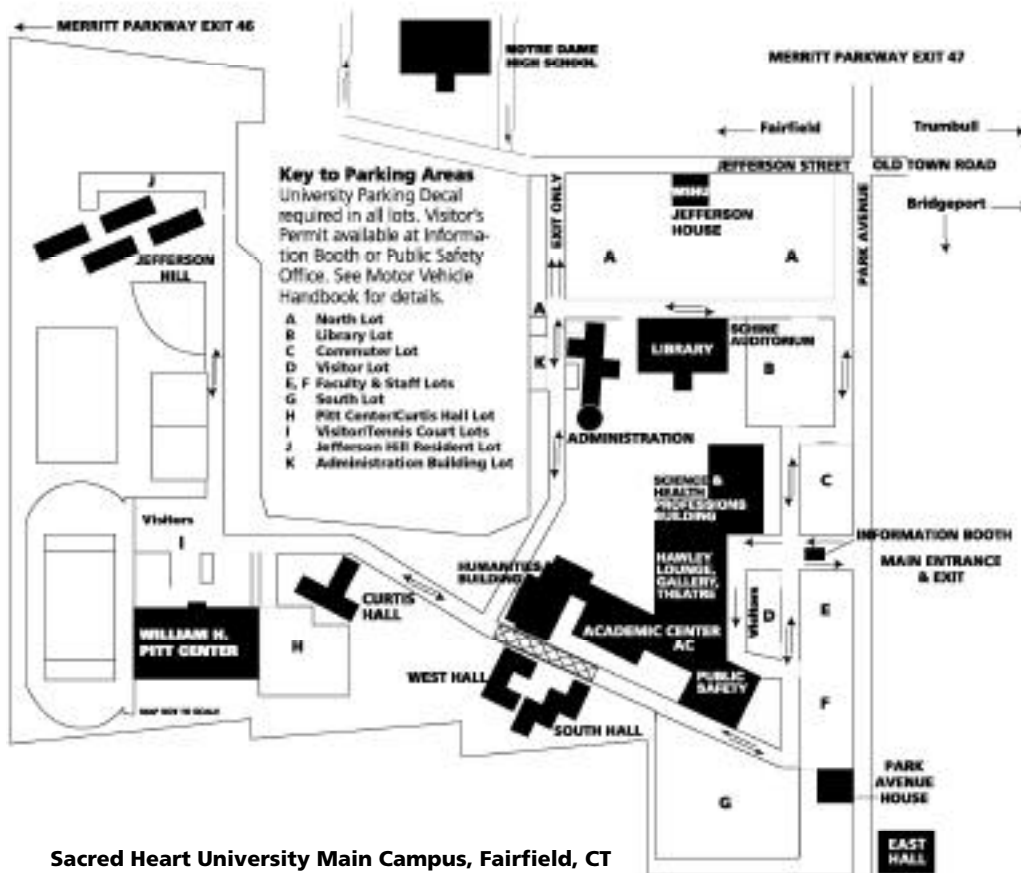 MERRITT PARKWAY EXIT 46
NOTRE DAME
HIGH SCHOOL
MERRITT PARKWAY EXIT 47
Fairfield
Trumbull
JEFFERSON STREET
OLD TOWN ROAD
Bridgeport
PARK AVENUE
EXIT ONLY
Key to Parking Areas
University Parking Decal
required in all lots. Visitor's
Permit available at Informa-
tion Booth or Public Safety
Office. See Motor Vehicle
Handbook for details.
A North Lot
B Library Lot
C Commuter Lot
D Visitor Lot
E, F Faculty & Staff Lots
G South Lot
H Pitt Center/Curtis Hall Lot
I Visitor/Tennis Court Lots
J Jefferson Hill Resident Lot
K Administration Building Lot
J
JEFFERSON
HILL
JEFFERSON
HOUSE
A
A
A
K
LIBRARY
SCHINE
AUDITORIUM
B
ADMINISTRATION
SCIENCE &
HEALTH
PROFESSIONS
BUILDING
C
INFORMATION BOOTH
MAIN ENTRANCE
& EXIT
Visitors
I
HUMANITIES
BUILDING
HAWLEY
LOUNGE,
GALLERY,
THEATRE
Visitors
D
E
CURTIS
HALL
WILLIAM H.
PITT CENTER
H
ACADEMIC CENTER
AC
PUBLIC
SAFETY
WEST HALL
SOUTH HALL
F
MAP NOT TO SCALE
G
PARK
AVENUE
HOUSE
EAST
HALL
Sacred Heart University Main Campus, Fairfield, CT